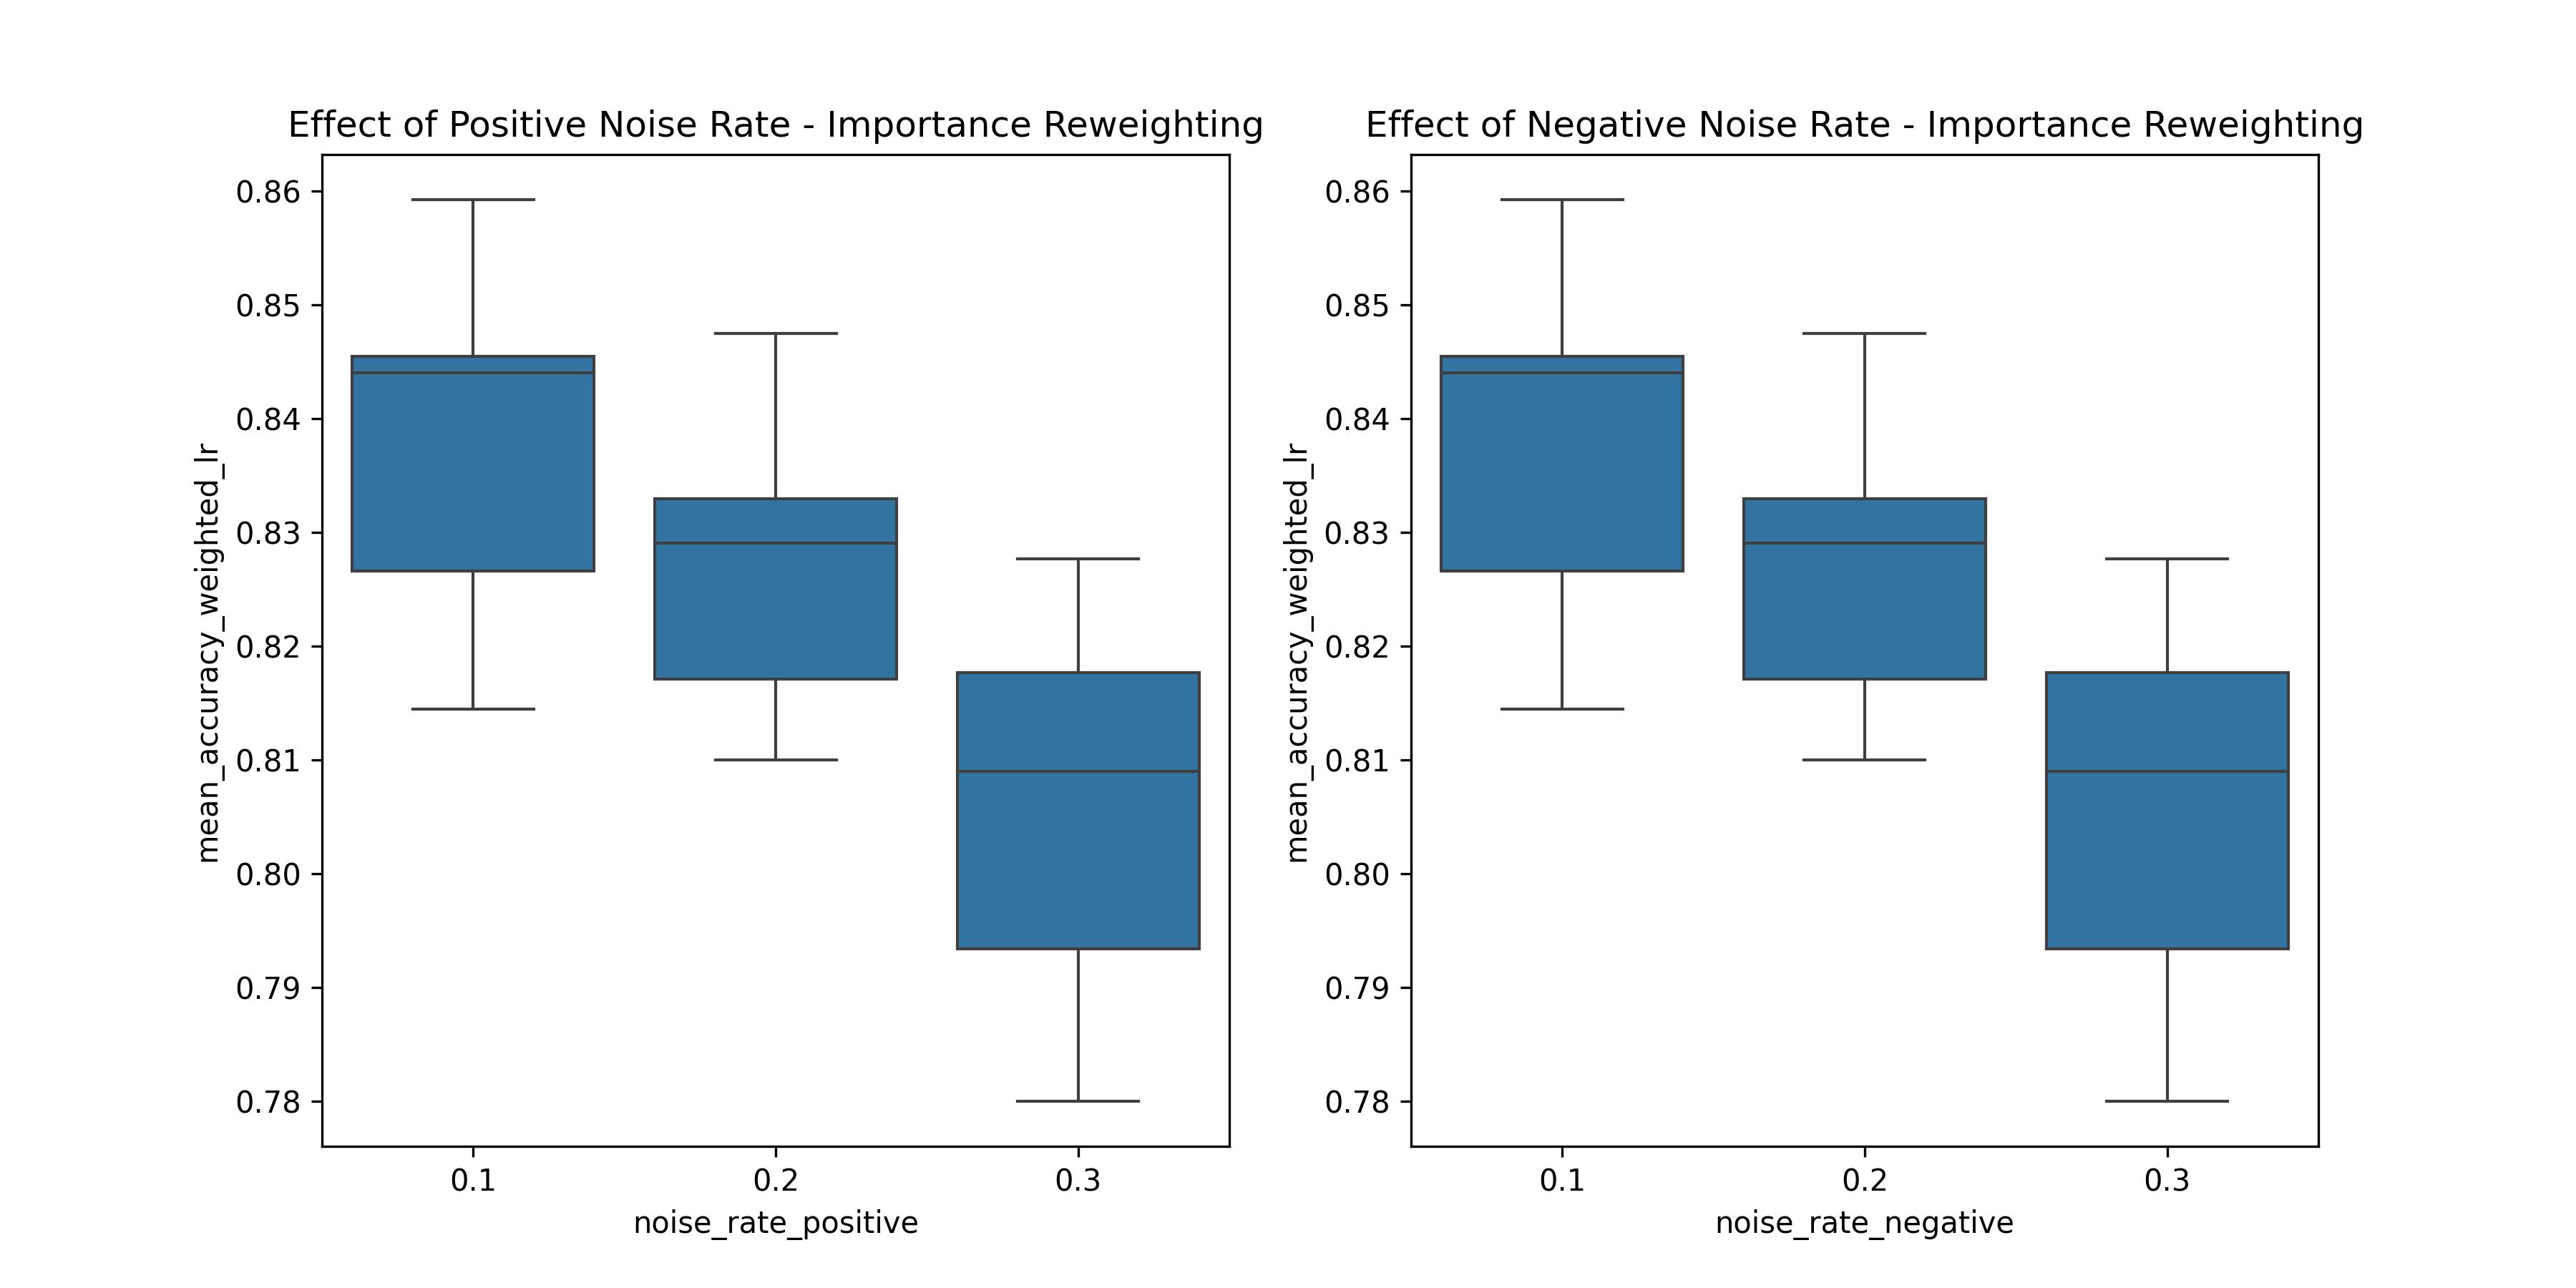 Effect of Positive Noise Rate - Importance Reweighting
mean_accuracy_weighted_lr
0.86
0.85
0.84
0.83
0.82
0.81
0.80
0.79
0.78
0.1 0.2 0.3
noise_rate_positive
Effect of Negative Noise Rate - Importance Reweighting
mean_accuracy_weighted_lr
0.86
0.85
0.84
0.83
0.82
0.81
0.80
0.79
0.78
0.1 0.2 0.3
noise_rate_negative